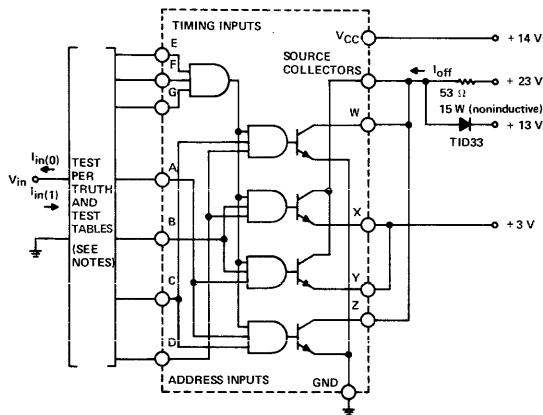 TIMING INPUTS
E
F
G
VCC
+ 14 V
SOURCE
COLLECTORS
Ioff
+ 23 V
53 Ω
15 W (noninductive)
+ 13 V
TID33
W
Iin(0)
Vin
Iin(1)
TEST
PER
TRUTH
AND
TEST
TABLES
(SEE
NOTES)
A
B
C
D
X
+3 V
Y
Z
ADDRESS INPUTS
GND